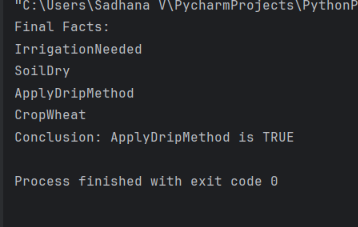 "C:\Users\Sadhana V\PycharmProjects\PythonP
Final Facts:
IrrigationNeeded
SoilDry
ApplyDripMethod
CropWheat
Conclusion: ApplyDripMethod is TRUE
Process finished with exit code 0